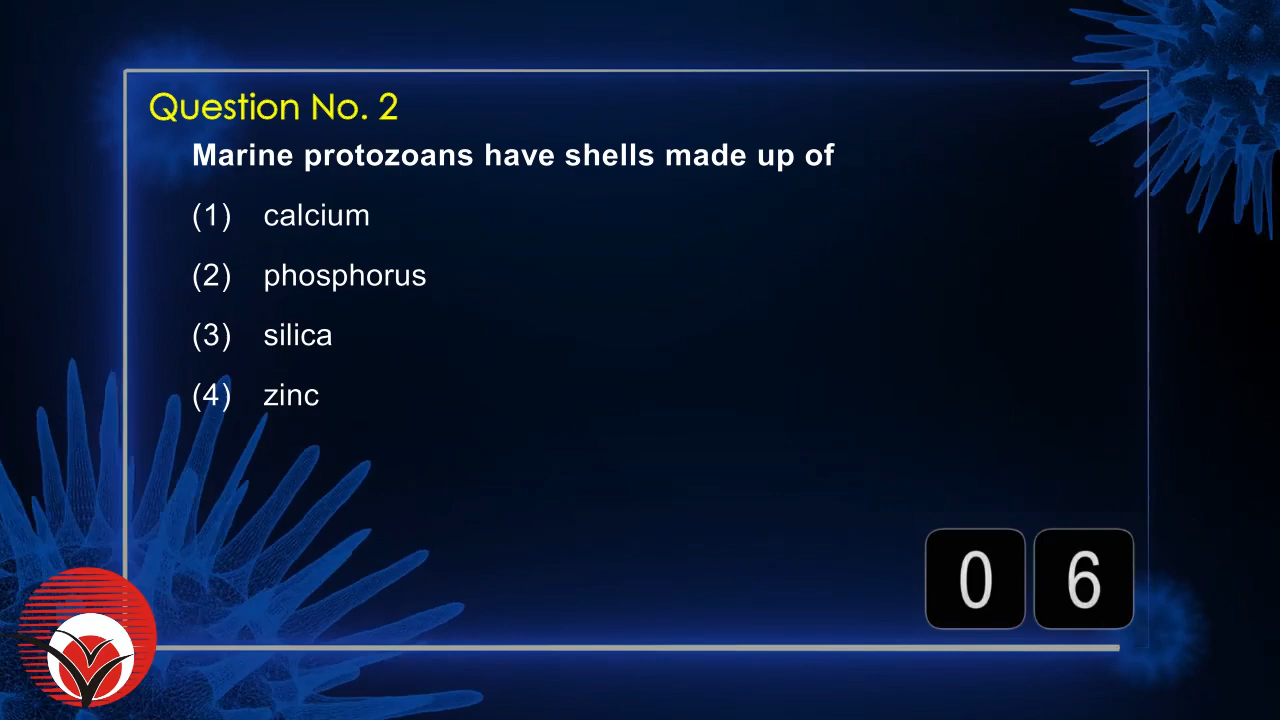 Question No. 2
Marine protozoans have shells made up of
(1) calcium
(2) phosphorus
(3) silica
(4) zinc
0 6